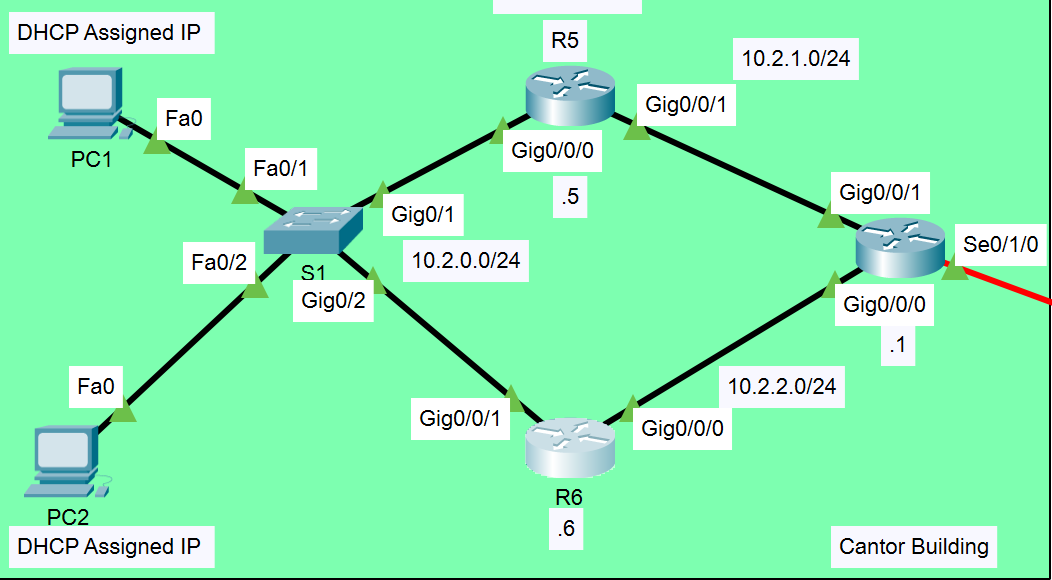 DHCP Assigned IP
R5
10.2.1.0/24
Fa0
Gig0/0/1
PC1
Gig0/0/0
Fa0/1
.5
Gig0/1
Gig0/0/1
Se0/1/0
10.2.0.0/24
Fa0/2
S1
Gig0/2
Gig0/0/0
.1
Fa0
10.2.2.0/24
Gig0/0/1
Gig0/0/0
R6
PC2
.6
DHCP Assigned IP
Cantor Building